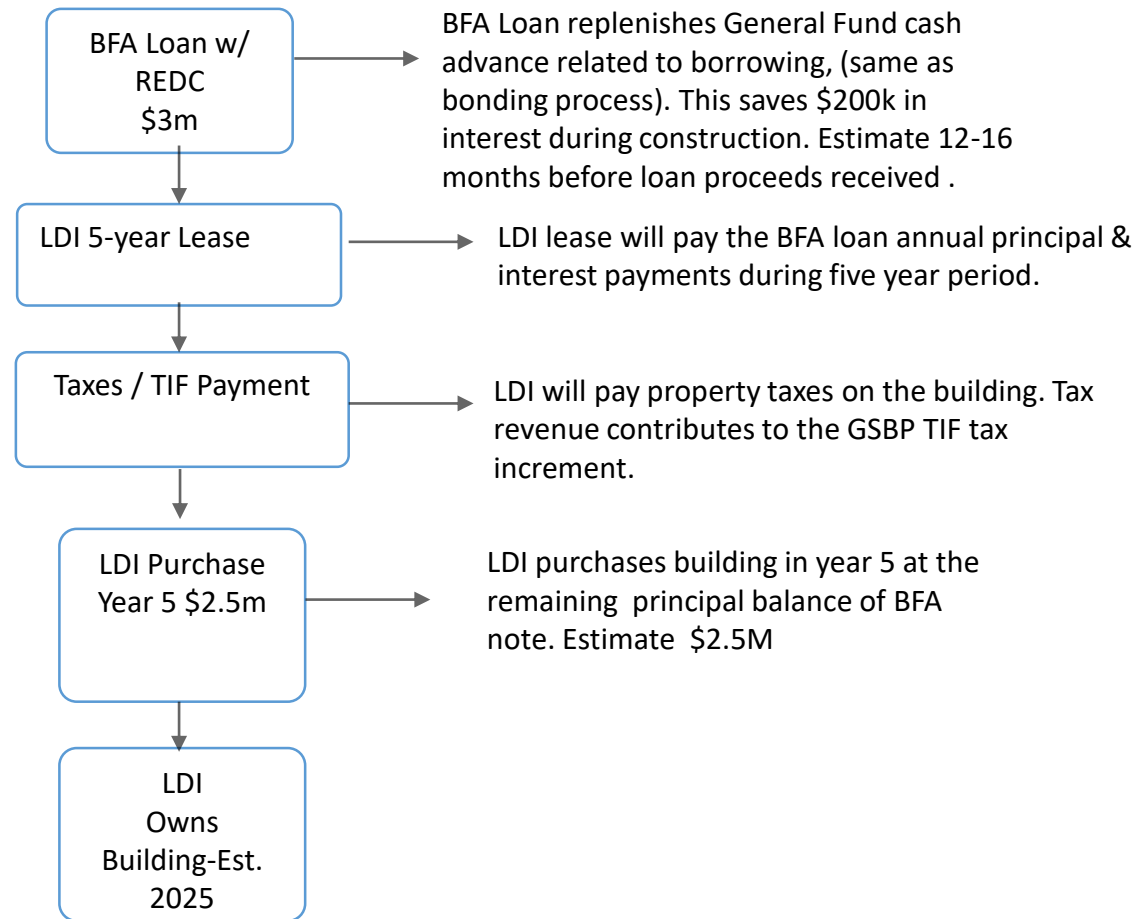 BFA Loan w/
REDC
$3m
BFA Loan replenishes General Fund cash
advance related to borrowing, (same as
bonding process). This saves $200k in
interest during construction. Estimate 12-16
months before loan proceeds received .
LDI 5-year Lease
LDI lease will pay the BFA loan annual principal &
interest payments during five year period.
Taxes / TIF Payment
LDI will pay property taxes on the building. Tax
revenue contributes to the GSBP TIF tax
increment.
LDI Purchase
Year 5 $2.5m
LDI purchases building in year 5 at the
remaining  principal balance of BFA
note. Estimate  $2.5M
LDI
Owns
Building-Est.
2025